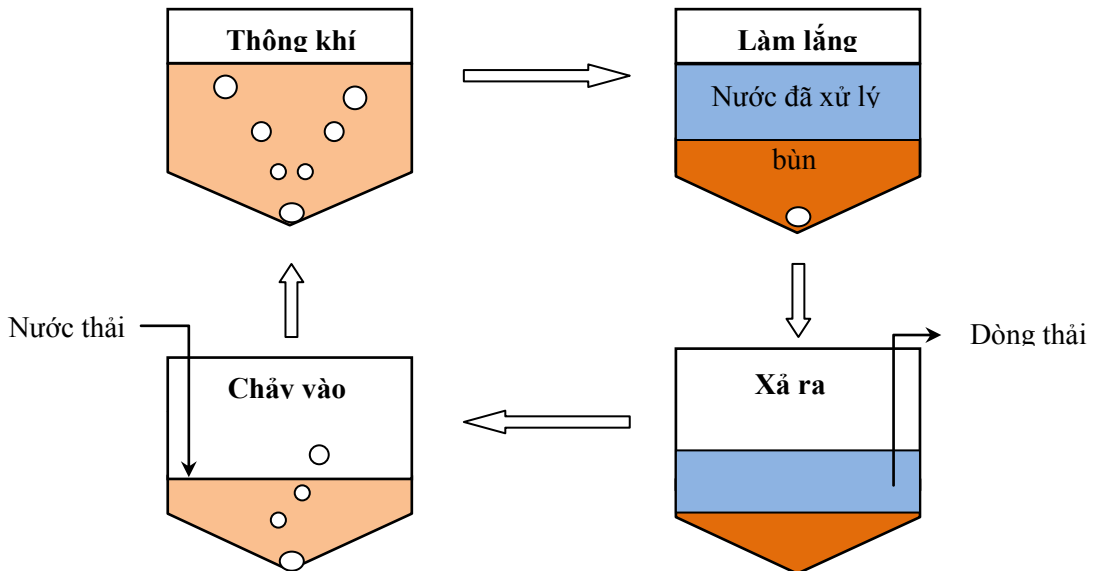 Thông khí
Làm lắng
Nước đã xử lý
bùn
Nước thải
Dòng thải
Chảy vào
Xả ra